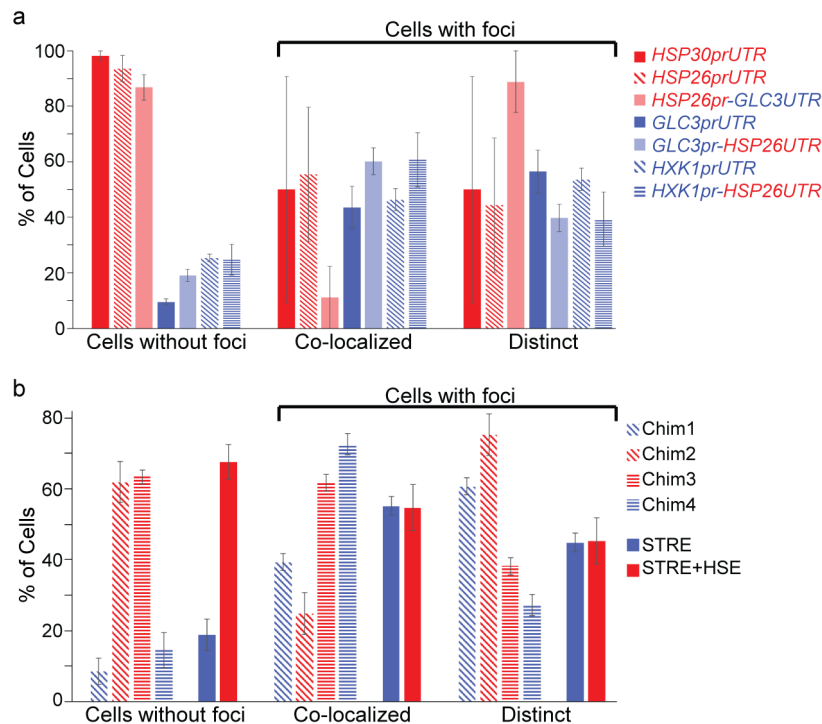 a
Cells with foci
100
80
60
40
20
0
% of Cells
Cells without foci
Co-localized
Distinct
HSP30prUTR
HSP26prUTR
HSP26pr-GLC3UTR
GLC3prUTR
GLC3pr-HSP26UTR
HXK1prUTR
HXK1pr-HSP26UTR
b
Cells with foci
80
60
40
20
0
% of Cells
Cells without foci
Co-localized
Distinct
Chim1
Chim2
Chim3
Chim4
STRE
STRE+HSE